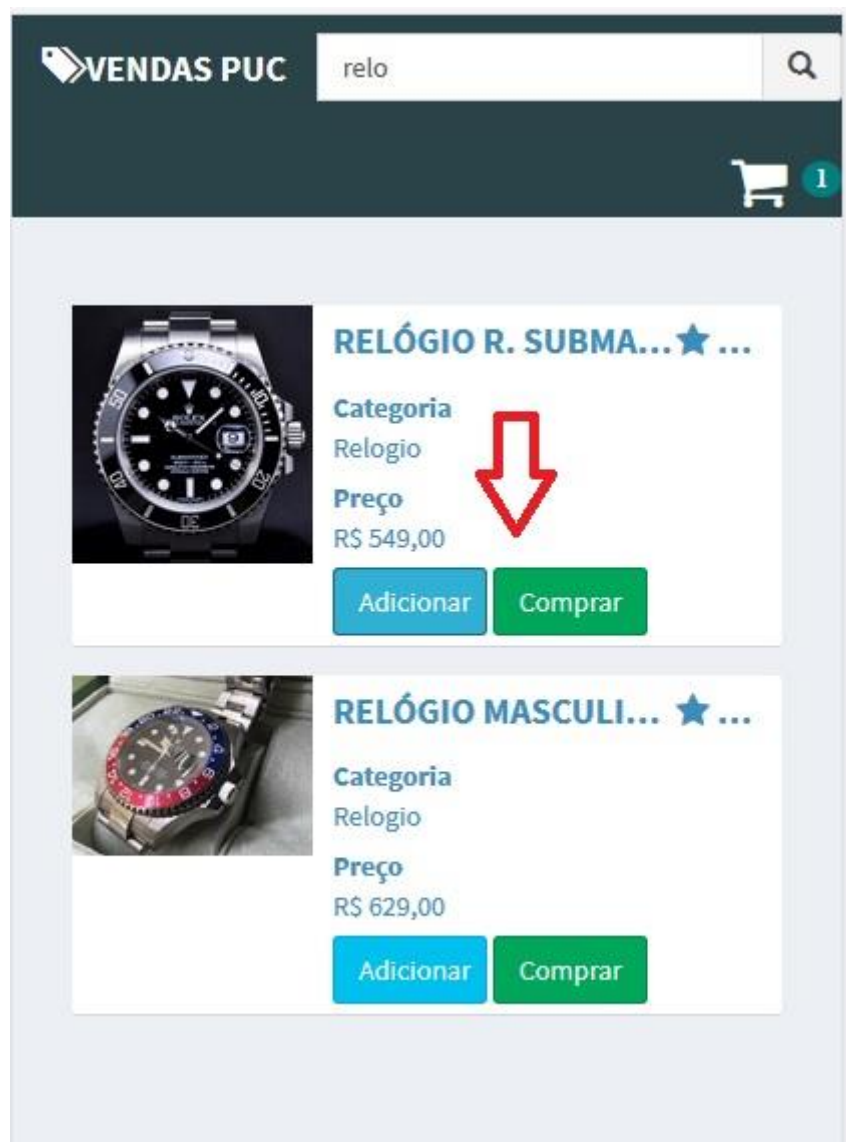 VENDAS PUC
relo
1
RELÓGIO R. SUBMA...★ ...
Categoria
Relogio
Preço
R$ 549,00
Adicionar Comprar
RELÓGIO MASCULI... ★ ...
Categoria
Relogio
Preço
R$ 629,00
Adicionar Comprar